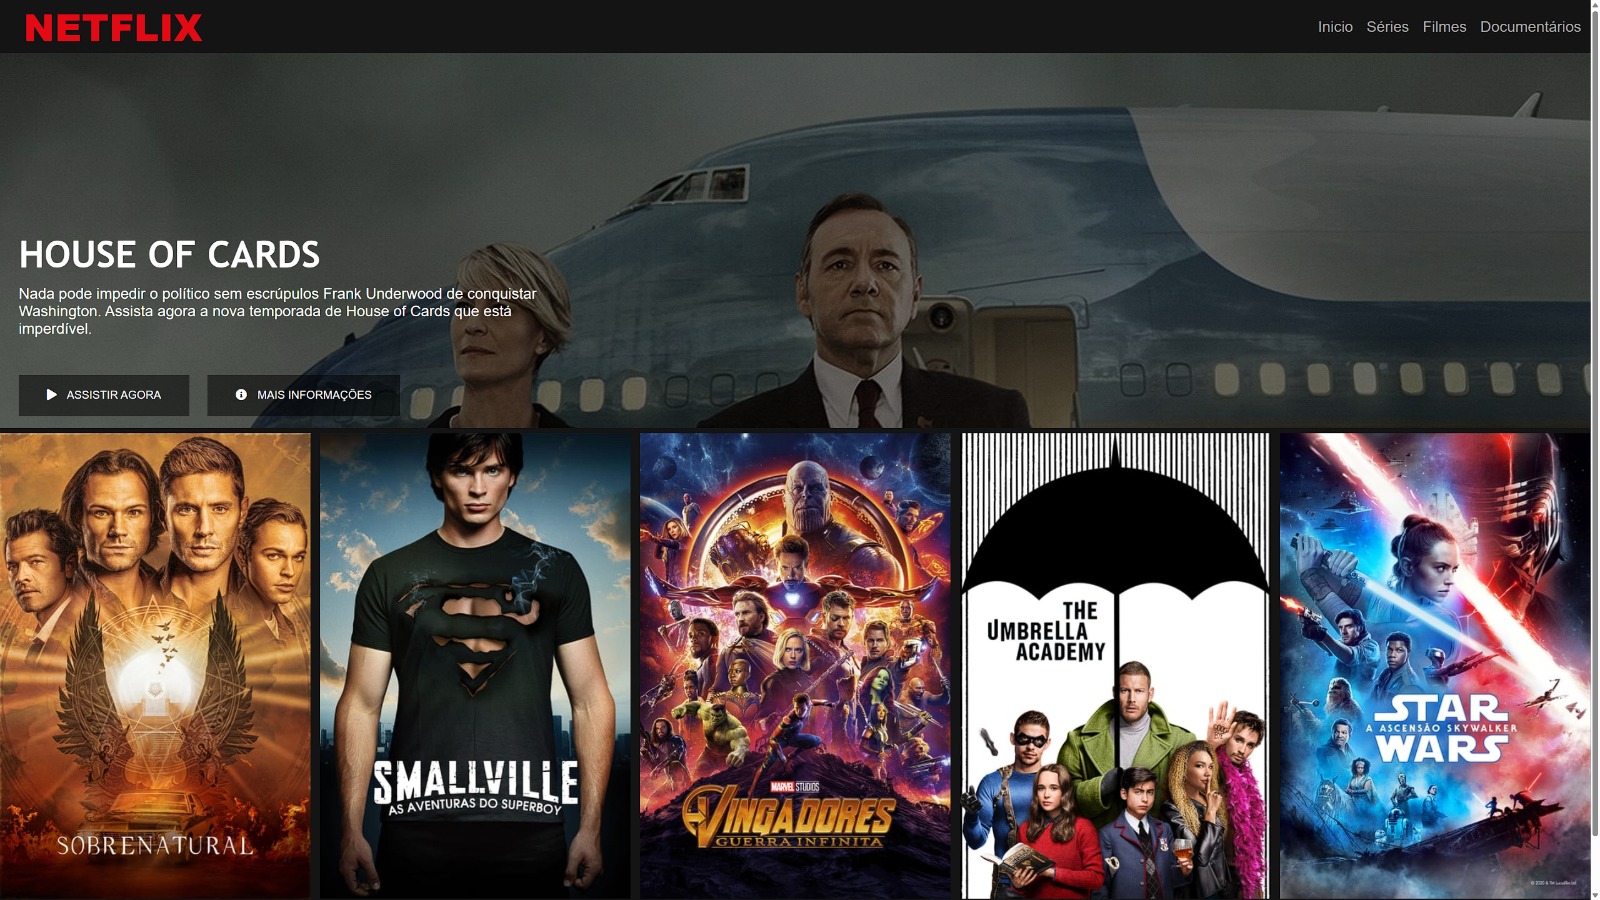 NETFLIX
Inicio Séries Filmes Documentários
HOUSE OF CARDS
Nada pode impedir o político sem escrúpulos Frank Underwood de conquistar
Washington. Assista agora a nova temporada de House of Cards que está
imperdível.
ASSISTIR AGORA
MAIS INFORMAÇÕES
SOBRENATURAL
SMALLVILLE
AS AVENTURAS DO SUPERBOY
MARVEL STUDIOS
VINGADORES
GUERRA INFINITA
THE
UMBRELLA
ACADEMY
STAR
A ASCENSÃO SKYWALKER
WARS